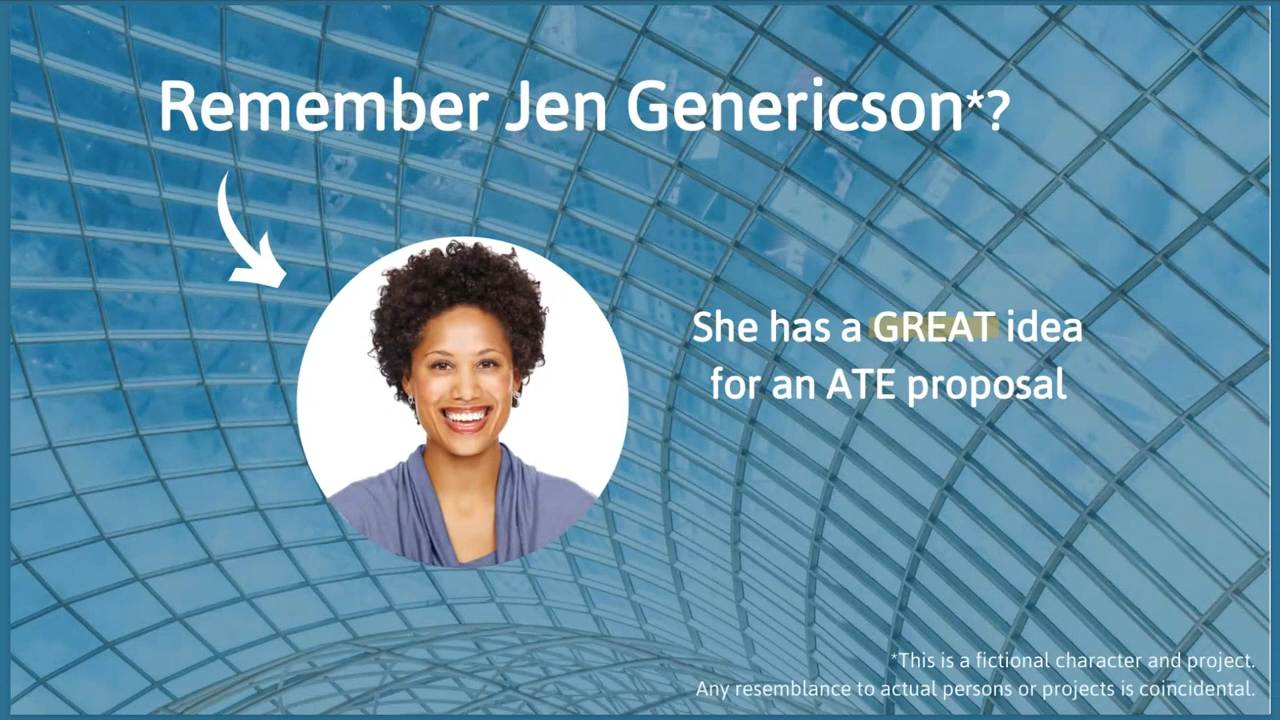 Remember Jen Genericson*?
She has a GREAT idea
for an ATE proposal
*This is a fictional character and project.
Any resemblance to actual persons or projects is coincidental.